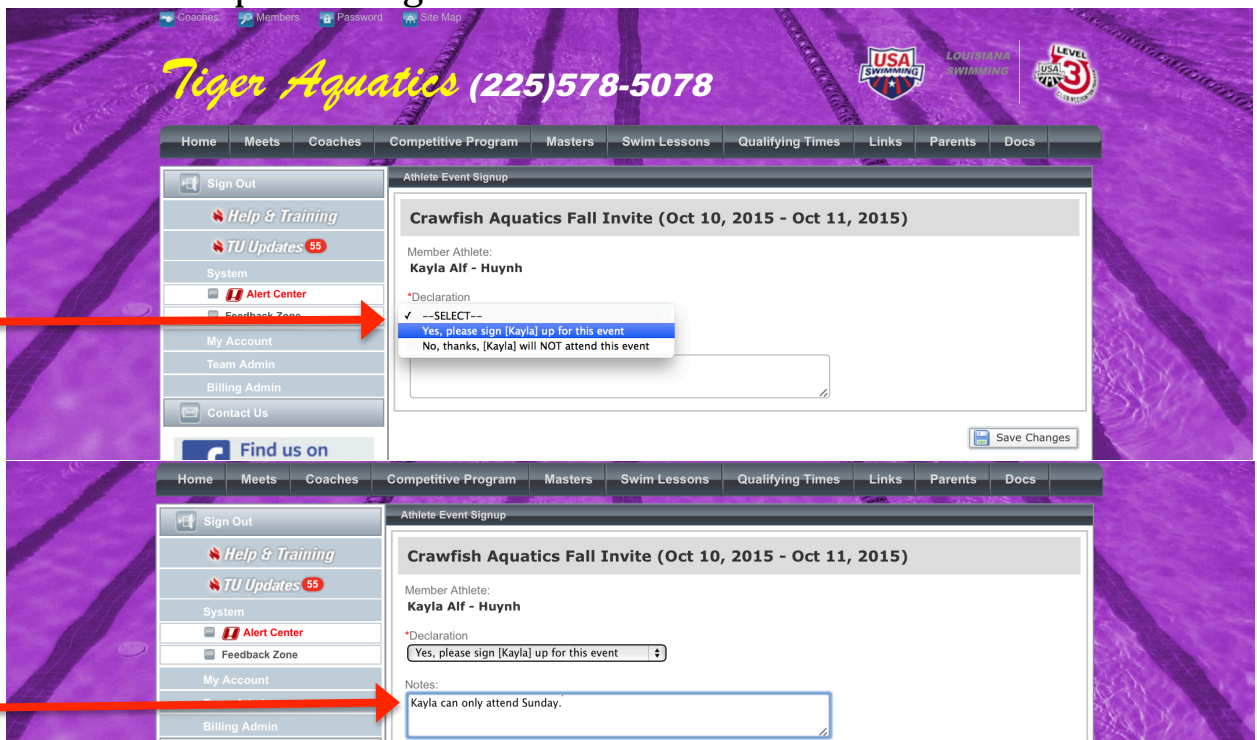 Coaches Members Password Site Map
Tiger Aquatics (225)578-5078
USA SWIMMING
LOUISIANA SWIMMING
LEVEL 3
USA
Home Meets Coaches Competitive Program Masters Swim Lessons Qualifying Times Links Parents Docs
Sign Out
Help & Training
TU Updates 55
System
Alert Center
Feedback Zone
My Account
Team Admin
Billing Admin
Contact Us
Find us on
Athlete Event Signup
Crawfish Aquatics Fall Invite (Oct 10, 2015 - Oct 11, 2015)
Member Athlete:
Kayla Alf - Huynh
*Declaration
✓ --SELECT--
Yes, please sign [Kayla] up for this event
No, thanks, [Kayla] will NOT attend this event
Save Changes
Home Meets Coaches Competitive Program Masters Swim Lessons Qualifying Times Links Parents Docs
Sign Out
Help & Training
TU Updates 55
System
Alert Center
Feedback Zone
My Account
Billing Admin
Athlete Event Signup
Crawfish Aquatics Fall Invite (Oct 10, 2015 - Oct 11, 2015)
Member Athlete:
Kayla Alf - Huynh
*Declaration
Yes, please sign [Kayla] up for this event
Notes:
Kayla can only attend Sunday.